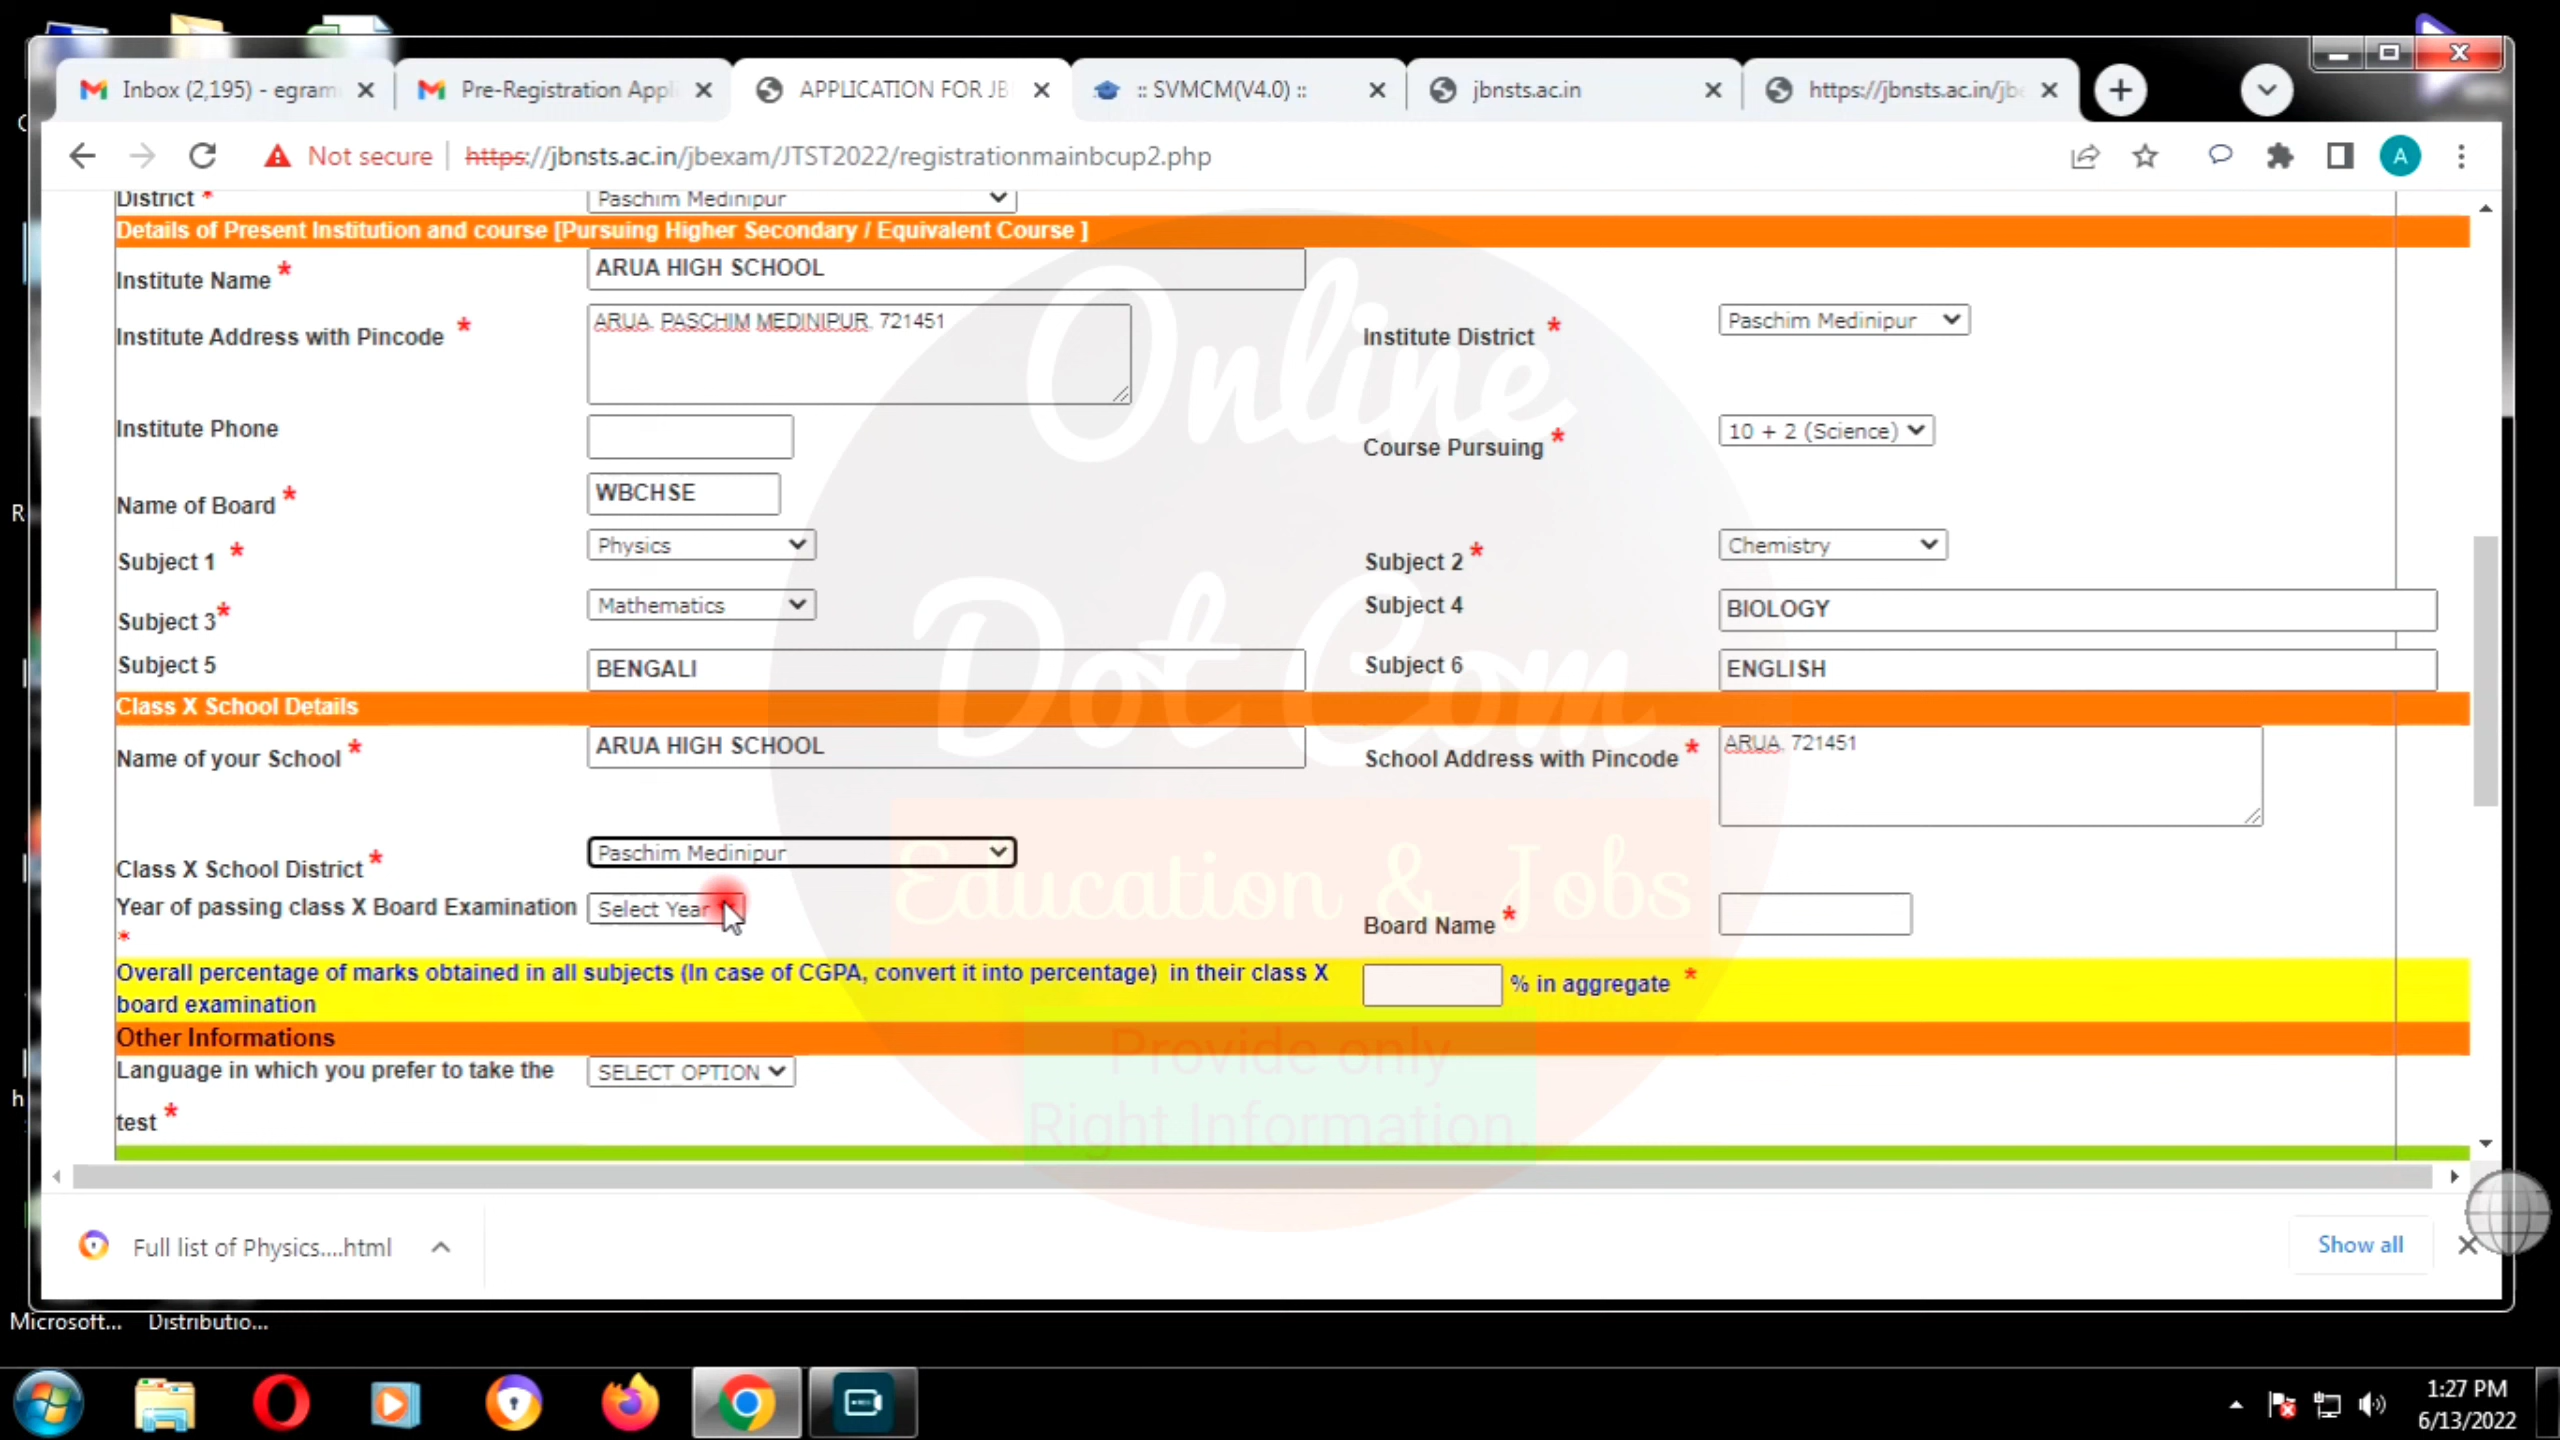 Inbox (2,195) - egram
Pre-Registration Appli
APPLICATION FOR JB
:: SVMCM(V4.0) ::
jbnsts.ac.in
https://jbnsts.ac.in/jbe
Not secure
https://jbnsts.ac.in/jbexam/JTST2022/registrationmainbcup2.php
A
District * Paschim Medinipur
Details of Present Institution and course [Pursuing Higher Secondary / Equivalent Course ]
Institute Name * ARUA HIGH SCHOOL
Institute Address with Pincode * ARUA, PASCHIM MEDINIPUR, 721451
Institute District * Paschim Medinipur
Institute Phone
Course Pursuing * 10 + 2 (Science)
Name of Board * WBCHSE
Subject 1 * Physics
Subject 2 * Chemistry
Subject 3* Mathematics
Subject 4 BIOLOGY
Subject 5 BENGALI
Subject 6 ENGLISH
Class X School Details
Name of your School * ARUA HIGH SCHOOL
School Address with Pincode * ARUA, 721451
Class X School District * Paschim Medinipur
Year of passing class X Board Examination Select Year
*
Board Name *
Overall percentage of marks obtained in all subjects (In case of CGPA, convert it into percentage) in their class X
board examination
% in aggregate *
Other Informations
Language in which you prefer to take the SELECT OPTION
test *
Online
Dot Com
Education & Jobs
Provide only
Right Information.
Full list of Physics....html
Show all
R
h
Microsoft...
Distributio...
1:27 PM
6/13/2022